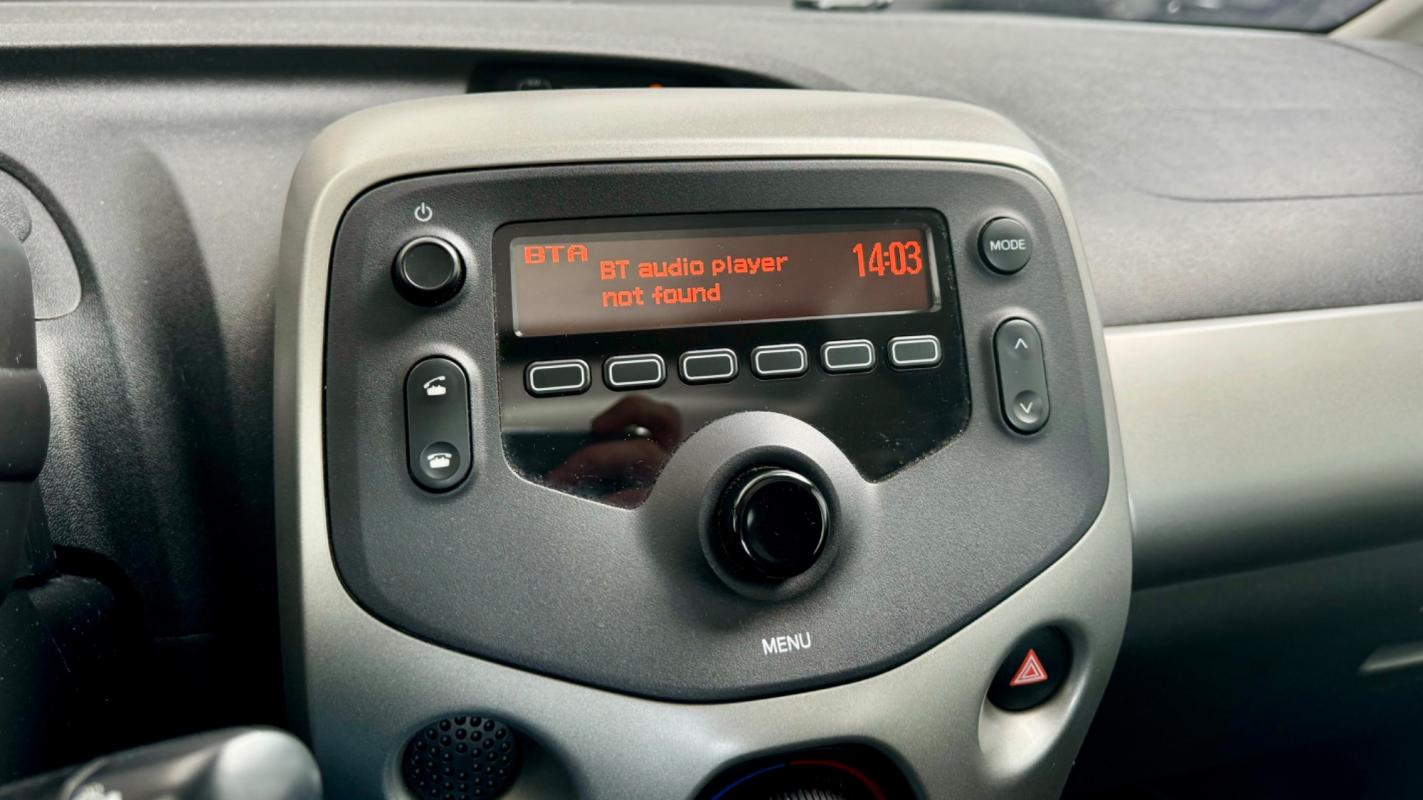 BTA
BT audio player
not found
14:03
MODE
MENU